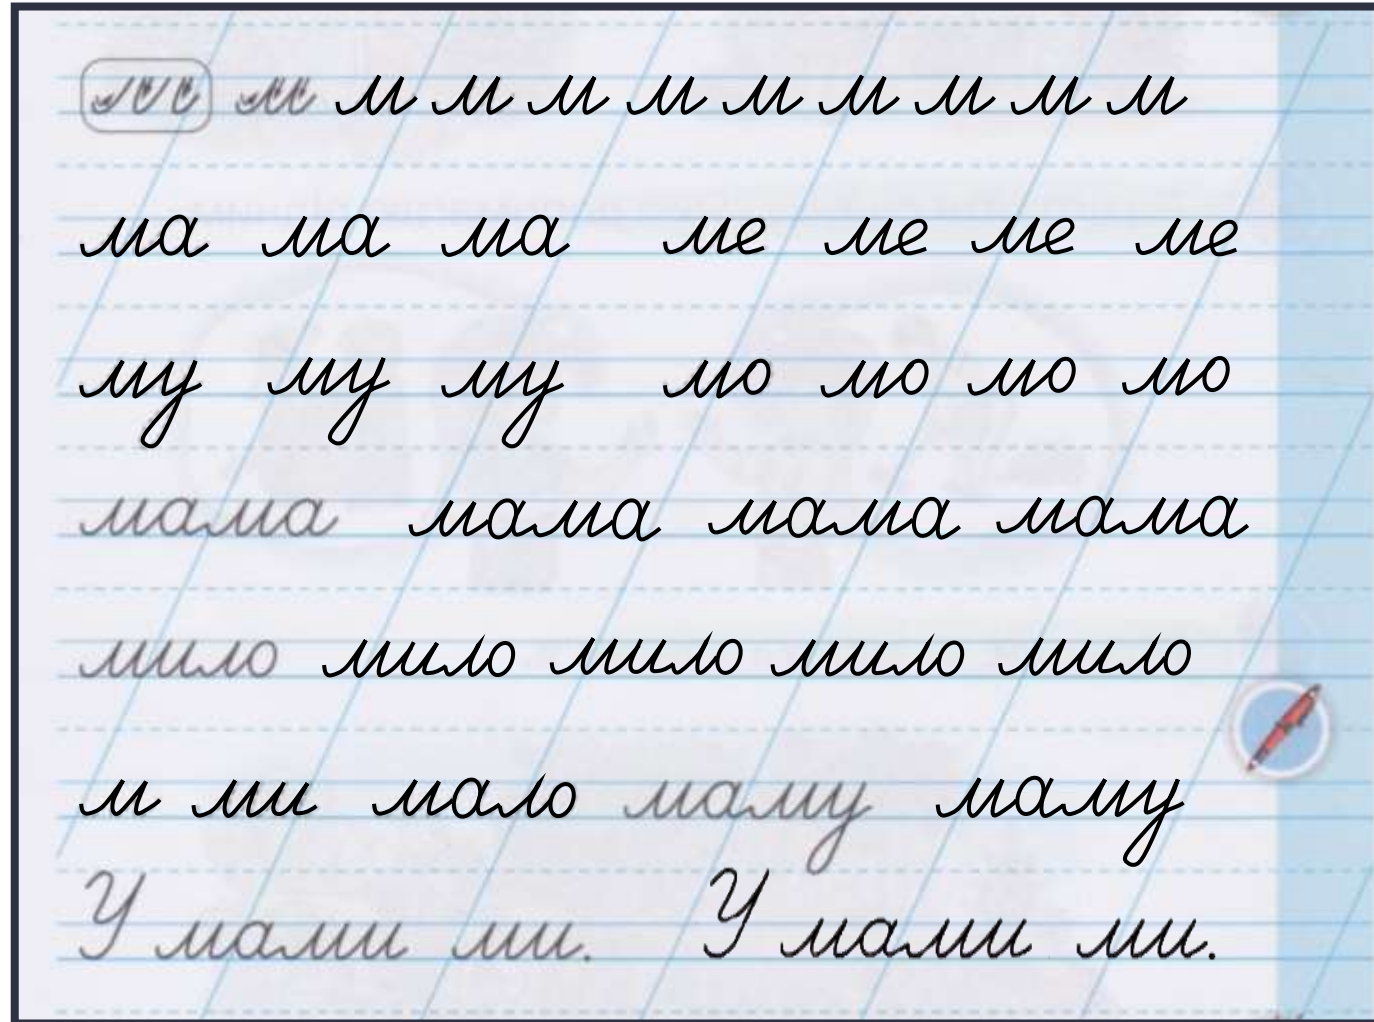 м м м м м м м м м м м
ма ма ма ме ме ме ме
му му му мо мо мо мо
мама мама мама мама
мило мило мило мило мило
м ми мало маму маму
У мами ми. У мами ми.